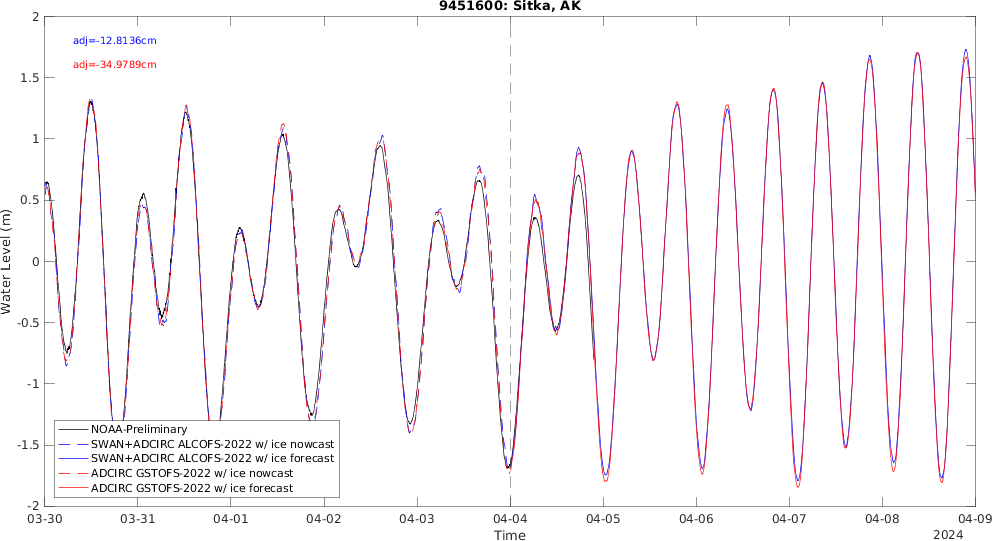 9451600: Sitka, AK
adj=-12.8136cm
adj=-34.9789cm
Water Level (m)
2
1.5
1
0.5
0
-0.5
-1
-1.5
-2
NOAA-Preliminary
SWAN+ADCIRC ALCOFS-2022 w/ ice nowcast
SWAN+ADCIRC ALCOFS-2022 w/ ice forecast
ADCIRC GSTOFS-2022 w/ ice nowcast
ADCIRC GSTOFS-2022 w/ ice forecast
03-30 03-31 04-01 04-02 04-03 04-04 04-05 04-06 04-07 04-08 04-09
Time
2024